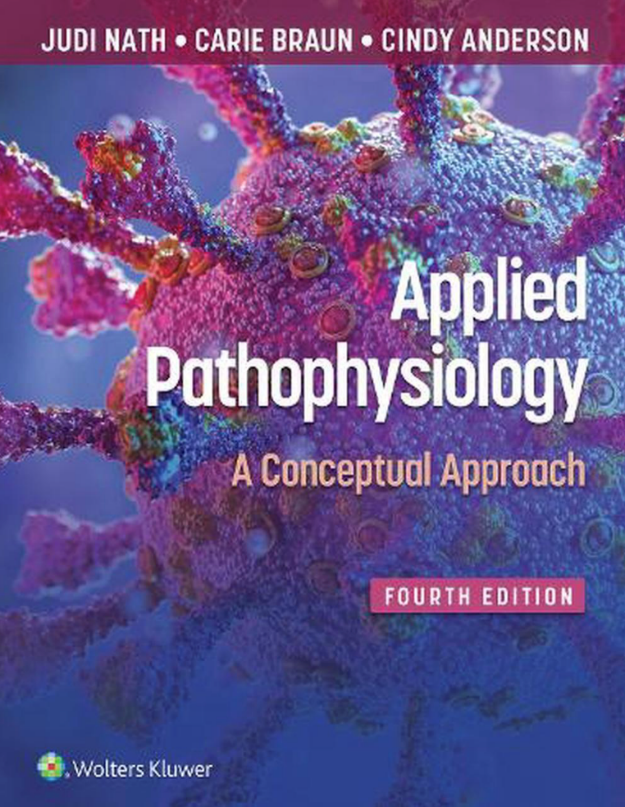 JUDI NATH • CARIE BRAUN • CINDY ANDERSON
Applied
Pathophysiology
A Conceptual Approach
FOURTH EDITION
Wolters Kluwer